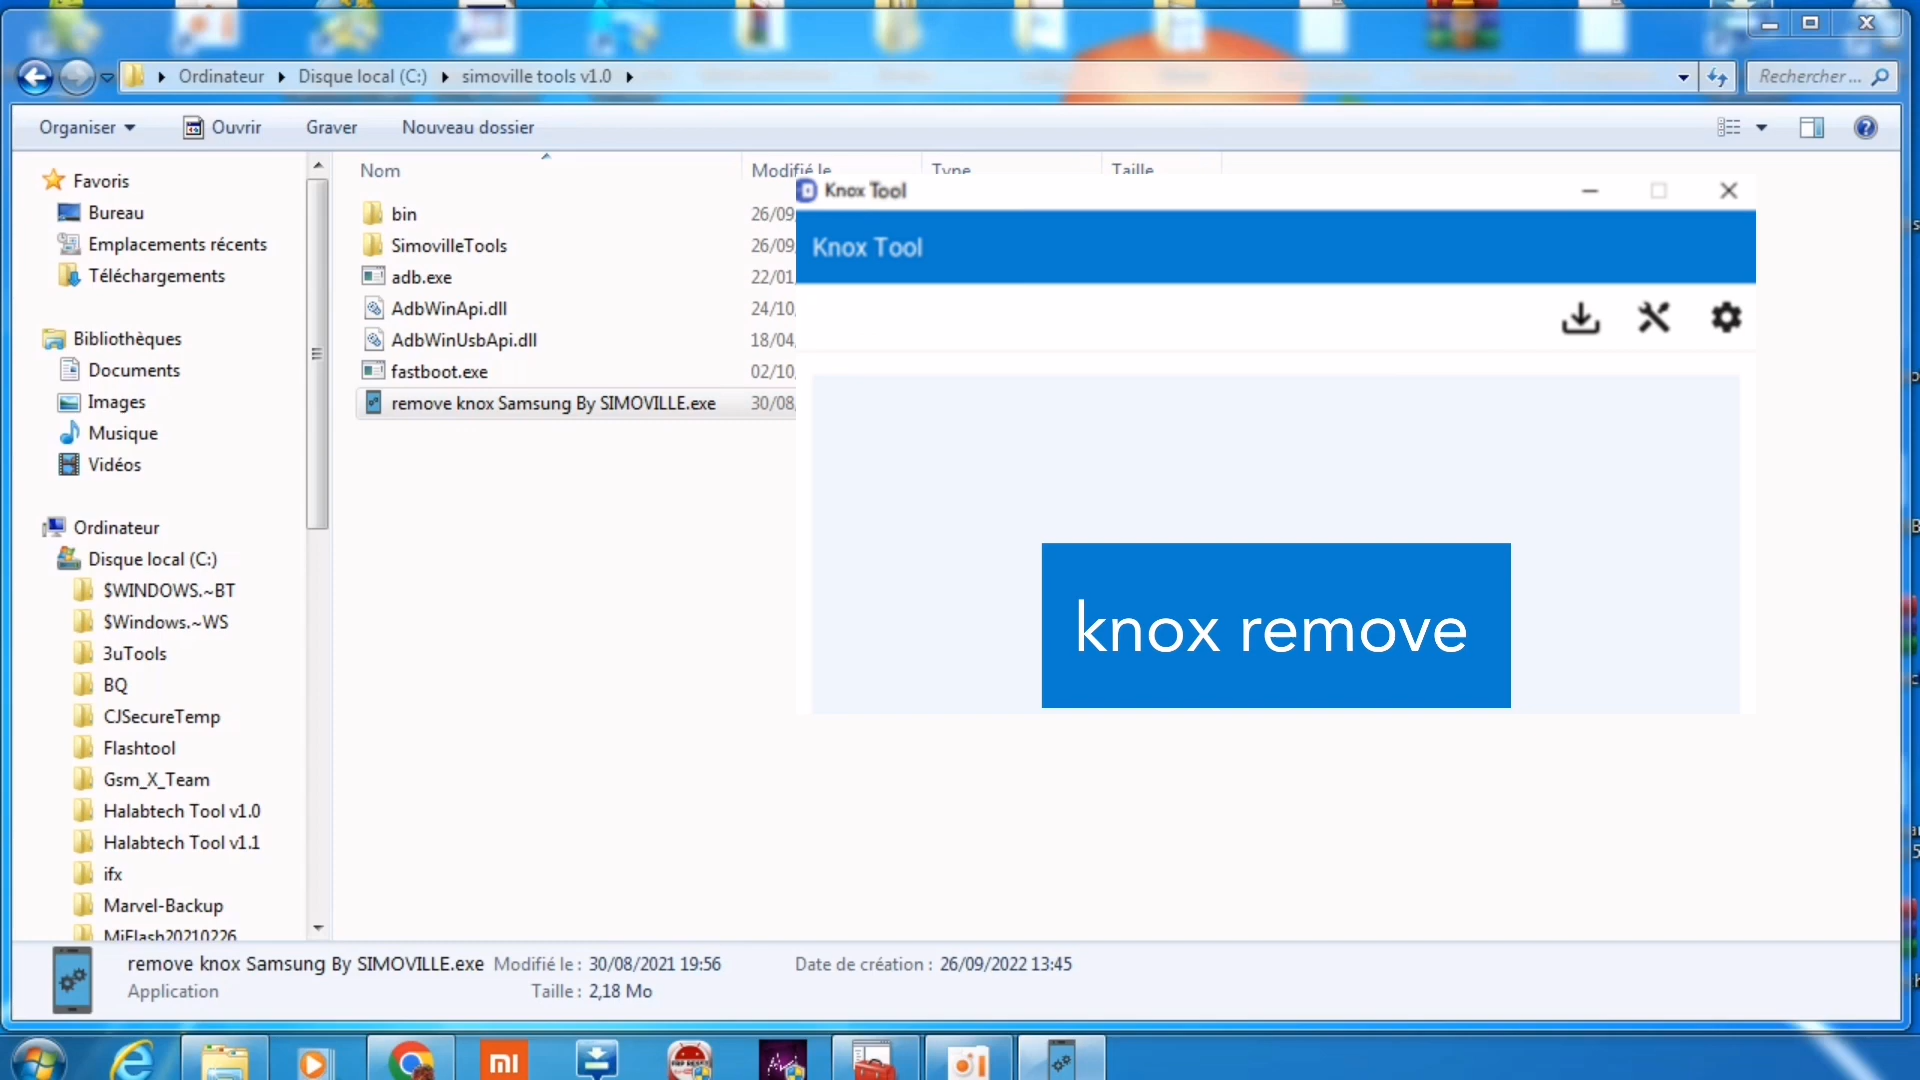 Ordinateur Disque local (C:) simoville tools v1.0 Rechercher ...
Organiser Ouvrir Graver Nouveau dossier
Favoris
Bureau
Emplacements récents
Téléchargements
Bibliothèques
Documents
Images
Musique
Vidéos
Ordinateur
Disque local (C:)
$WINDOWS.~BT
$Windows.~WS
3uTools
BQ
CJSecureTemp
Flashtool
Gsm_X_Team
Halabtech Tool v1.0
Halabtech Tool v1.1
ifx
Marvel-Backup
MiFlash20210226
Nom Modifié le Type Taille
bin 26/09
SimovilleTools 26/09
adb.exe 22/01
AdbWinApi.dll 24/10
AdbWinUsbApi.dll 18/04
fastboot.exe 02/10
remove knox Samsung By SIMOVILLE.exe 30/08
Knox Tool
Knox Tool
knox remove
remove knox Samsung By SIMOVILLE.exe Modifié le : 30/08/2021 19:56 Date de création : 26/09/2022 13:45
Application Taille : 2,18 Mo
mi